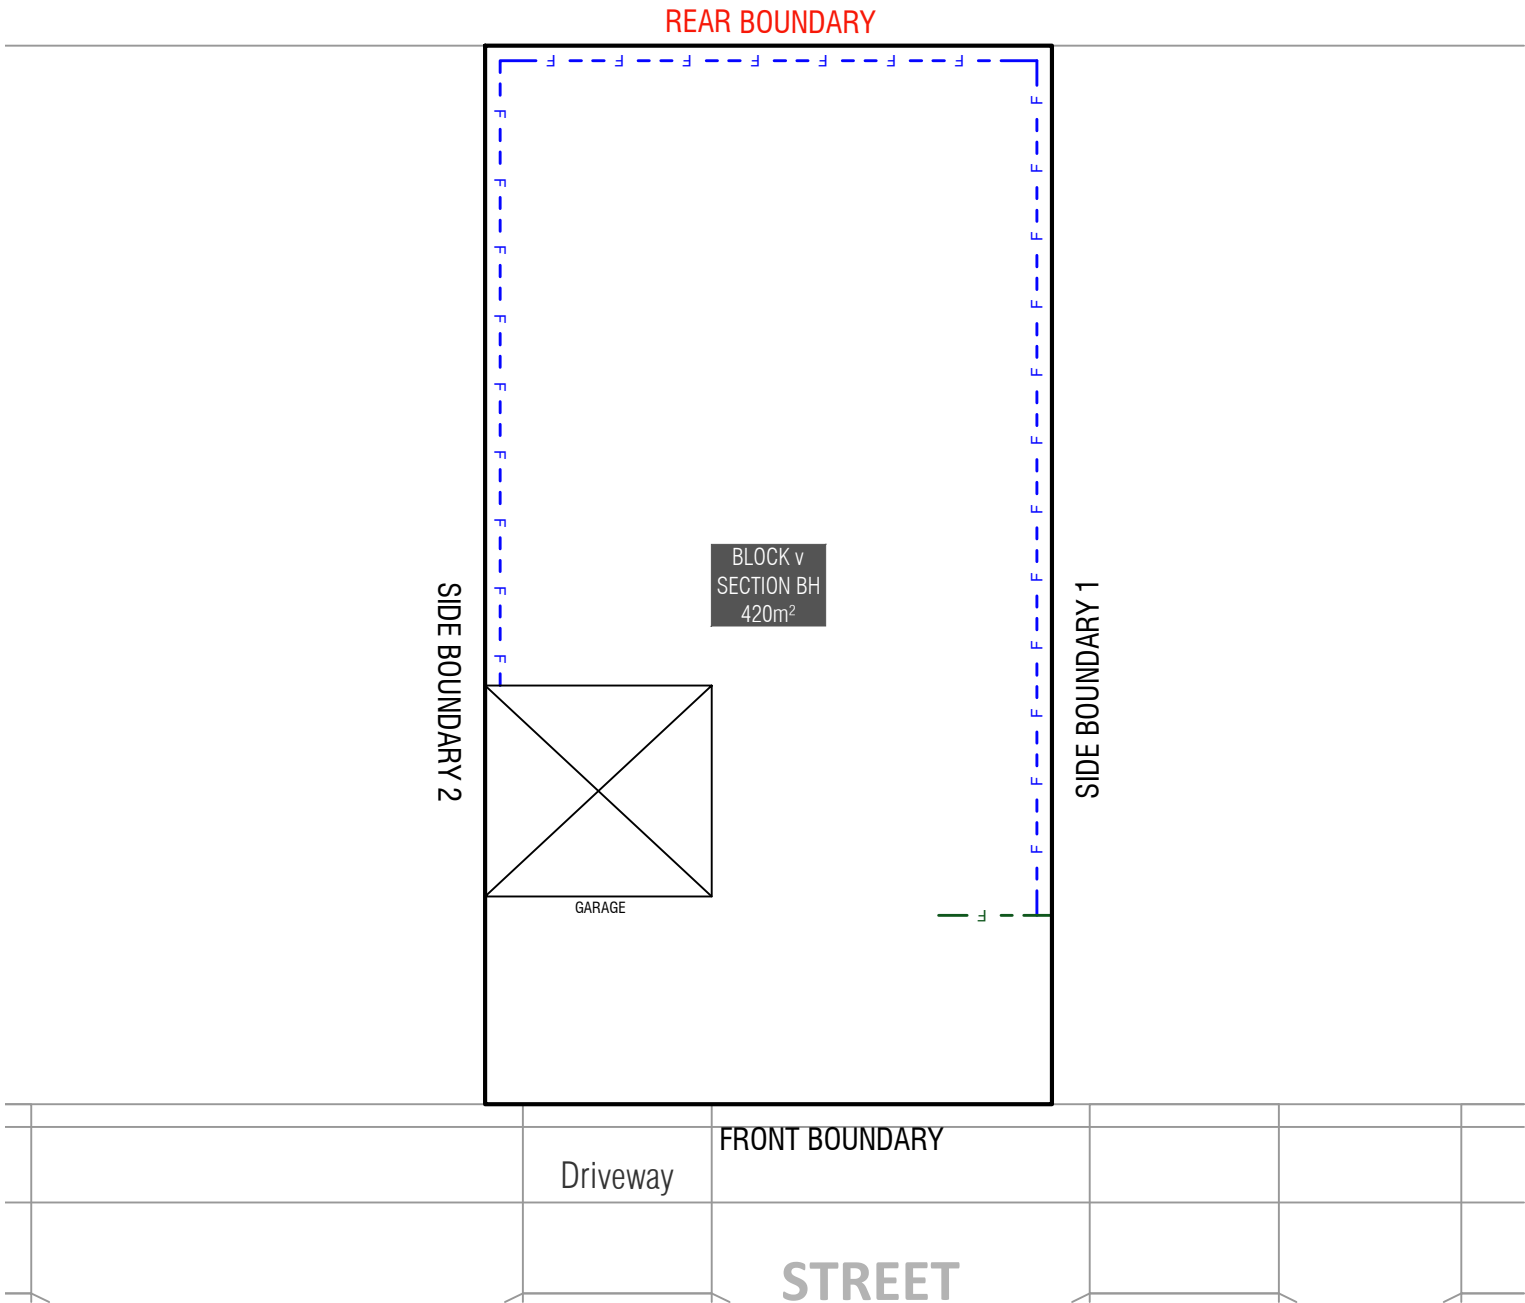 REAR BOUNDARY
F F F F F F F
F F F F F F F F F
F F F F F F F F F F F F
BLOCK v
SECTION BH
420m²
SIDE BOUNDARY 2
SIDE BOUNDARY 1
GARAGE
F
FRONT BOUNDARY
Driveway
STREET